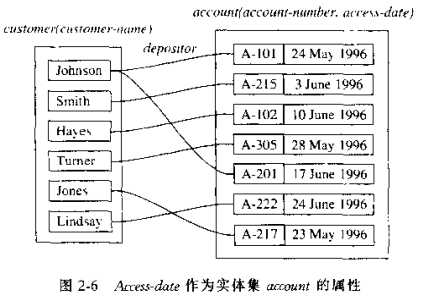 account(account-number, access-date)
customer(customer-name)
depositor
Johnson
Smith
Hayes
Turner
Jones
Lindsay
A-101 24 May 1996
A-215 3 June 1996
A-102 10 June 1996
A-305 28 May 1996
A-201 17 June 1996
A-222 24 June 1996
A-217 23 May 1996
图 2-6 Access-date 作为实体集 account 的属性